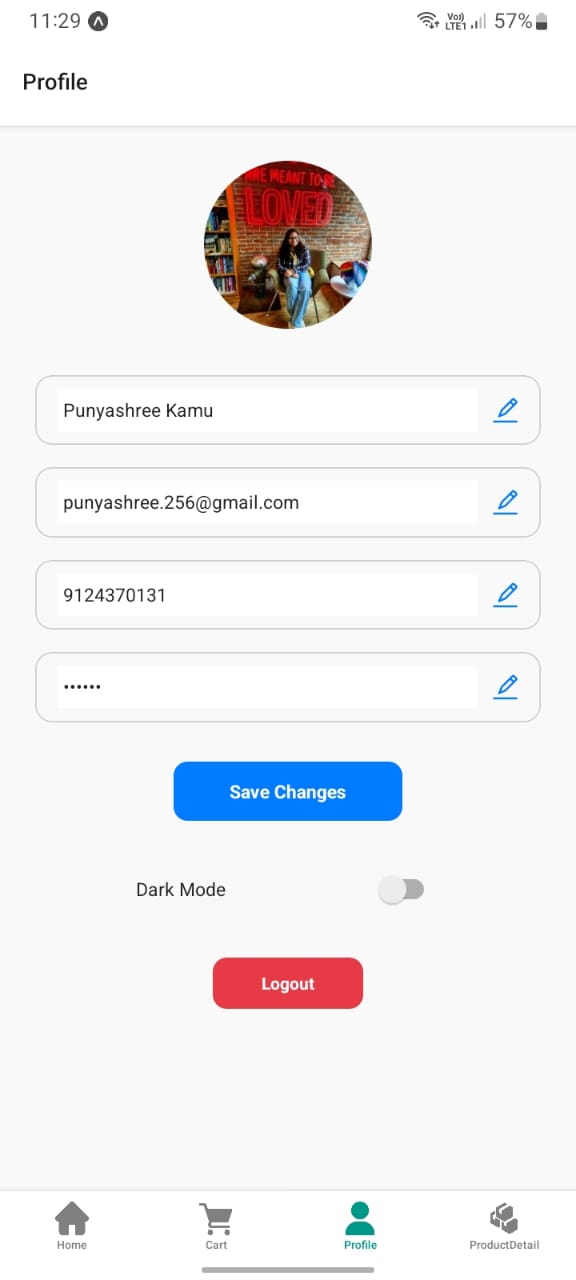 11:29
Vo)) LTE1 57%
Profile
ARE MEANT TO BE
LOVED
Punyashree Kamu
punyashree.256@gmail.com
9124370131
••••••
Save Changes
Dark Mode
Logout
Home
Cart
Profile
ProductDetail